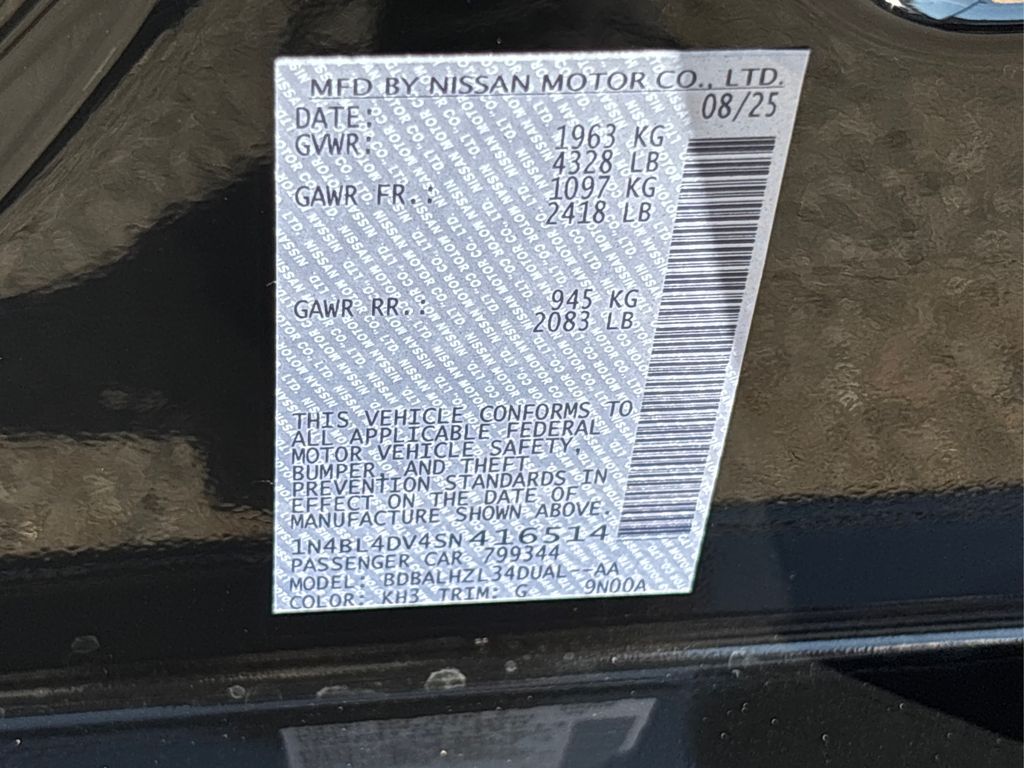 MFD BY NISSAN MOTOR CO., LTD.
DATE: 08/25
GVWR: 1963 KG
4328 LB
GAWR FR.: 1097 KG
2418 LB
GAWR RR.: 945 KG
2083 LB
THIS VEHICLE CONFORMS TO
ALL APPLICABLE FEDERAL
MOTOR VEHICLE SAFETY,
BUMPER, AND THEFT
PREVENTION STANDARDS IN
EFFECT ON THE DATE OF
MANUFACTURE SHOWN ABOVE.
1N4BL4DV4SN416514
PASSENGER CAR 799344
MODEL: BDBALHZL34DUAL--AA
COLOR: KH3 TRIM: G 9N00A